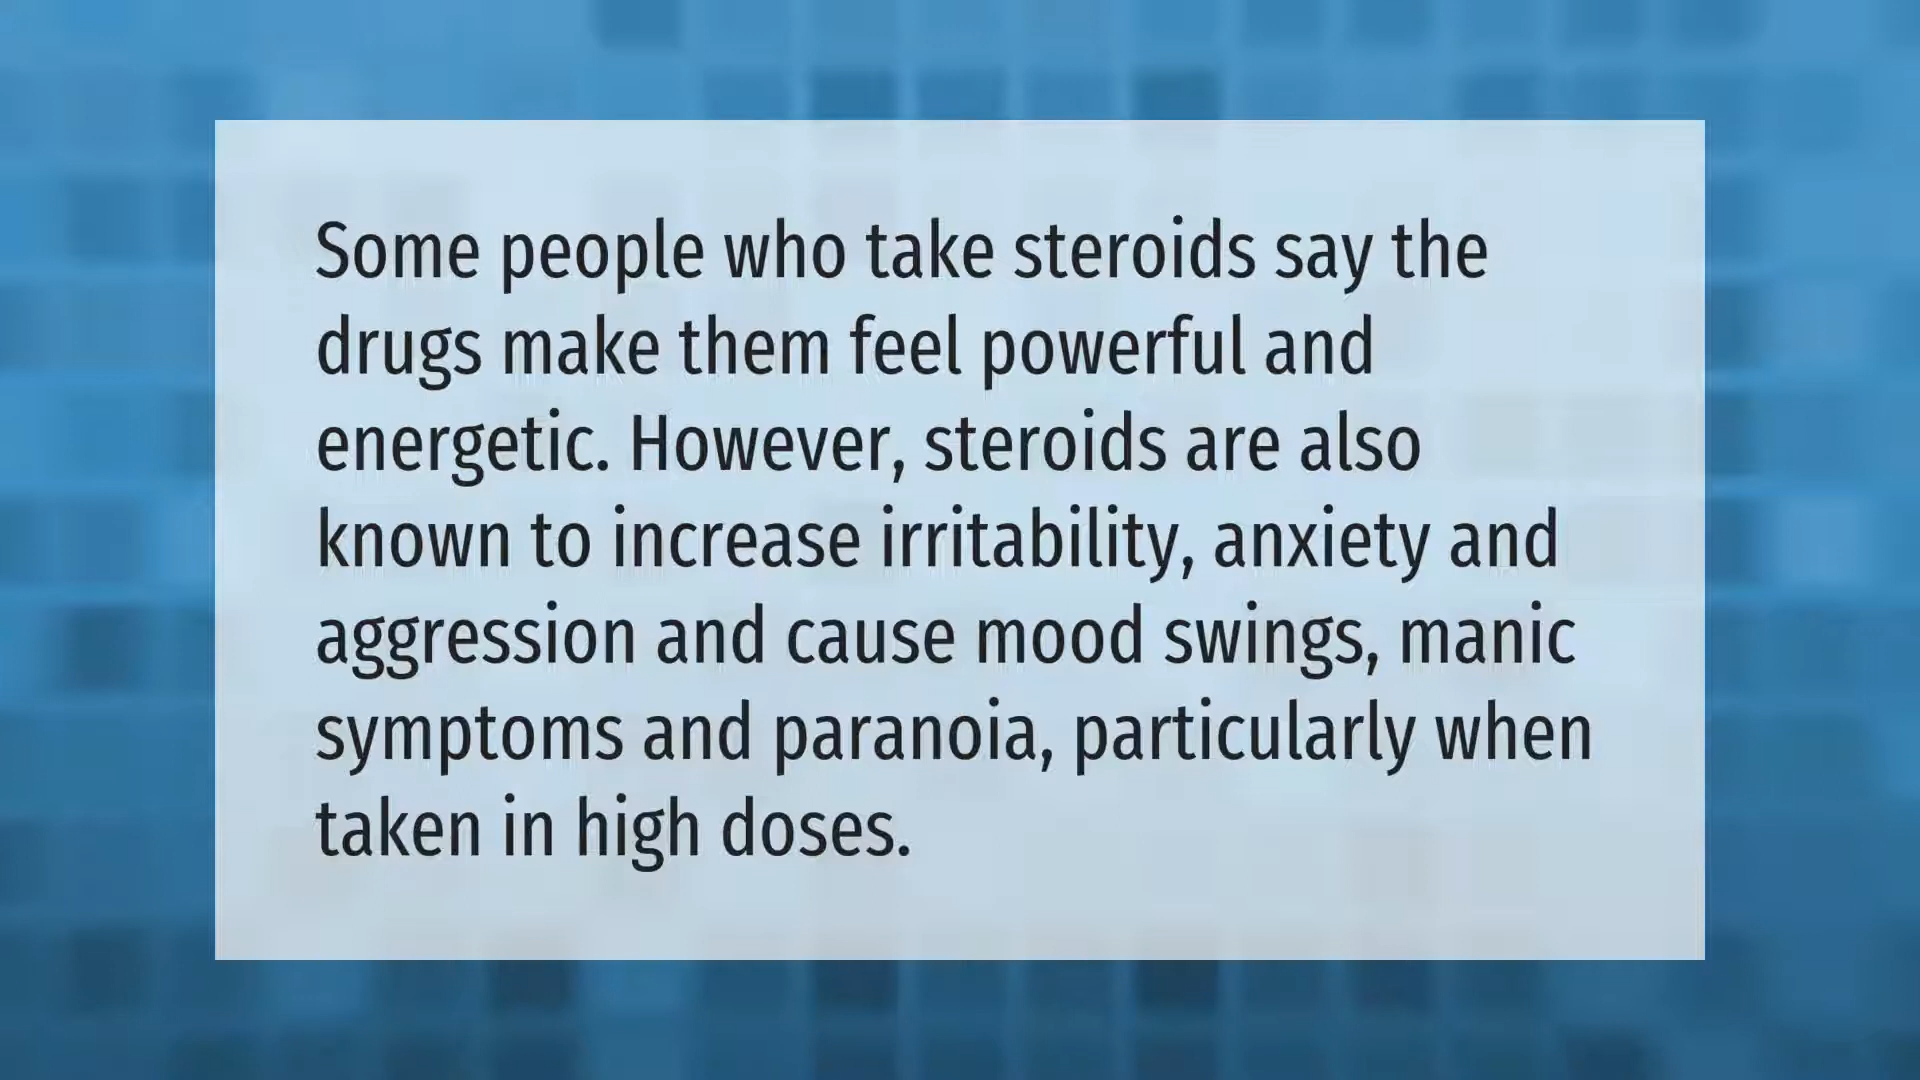 Some people who take steroids say the
drugs make them feel powerful and
energetic. However, steroids are also
known to increase irritability, anxiety and
aggression and cause mood swings, manic
symptoms and paranoia, particularly when
taken in high doses.